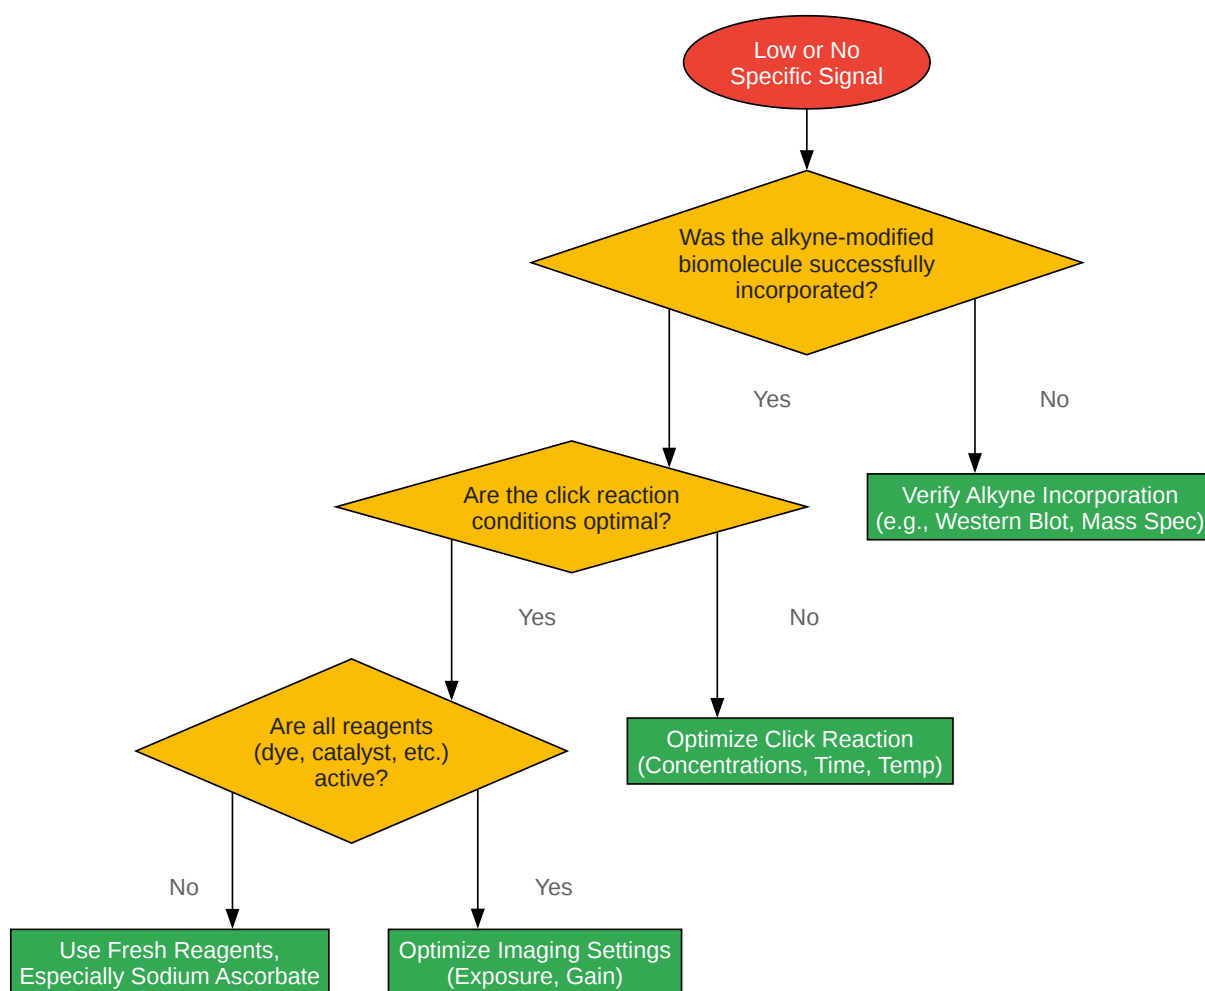 Low or No
Specific Signal
Was the alkyne-modified
biomolecule successfully
incorporated?
Yes
No
Are the click reaction
conditions optimal?
Verify Alkyne Incorporation
(e.g., Western Blot, Mass Spec)
Yes
No
Are all reagents
(dye, catalyst, etc.)
active?
Optimize Click Reaction
(Concentrations, Time, Temp)
No
Yes
Use Fresh Reagents,
Especially Sodium Ascorbate
Optimize Imaging Settings
(Exposure, Gain)